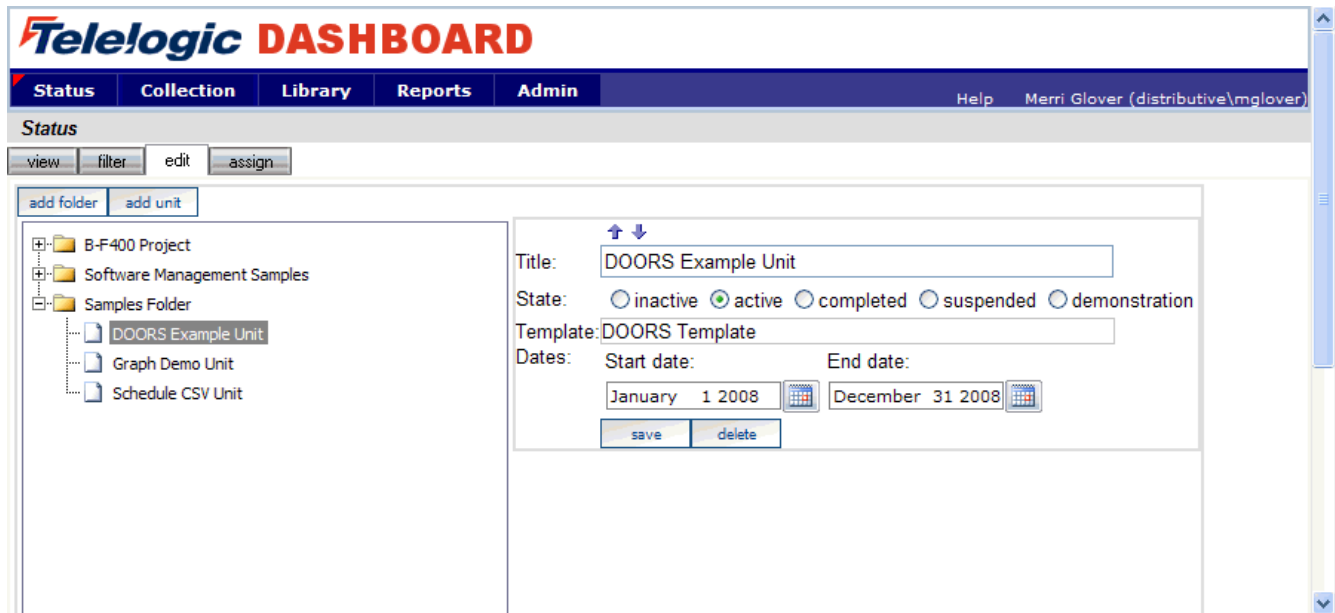 Telelogic DASHBOARD
Status Collection Library Reports Admin Help Merri Glover (distributive\mglover)
Status
view filter edit assign
add folder add unit
B-F400 Project
Software Management Samples
Samples Folder
DOORS Example Unit
Graph Demo Unit
Schedule CSV Unit
Title: DOORS Example Unit
State: inactive active completed suspended demonstration
Template: DOORS Template
Dates: Start date: End date:
January 1 2008 December 31 2008
save delete